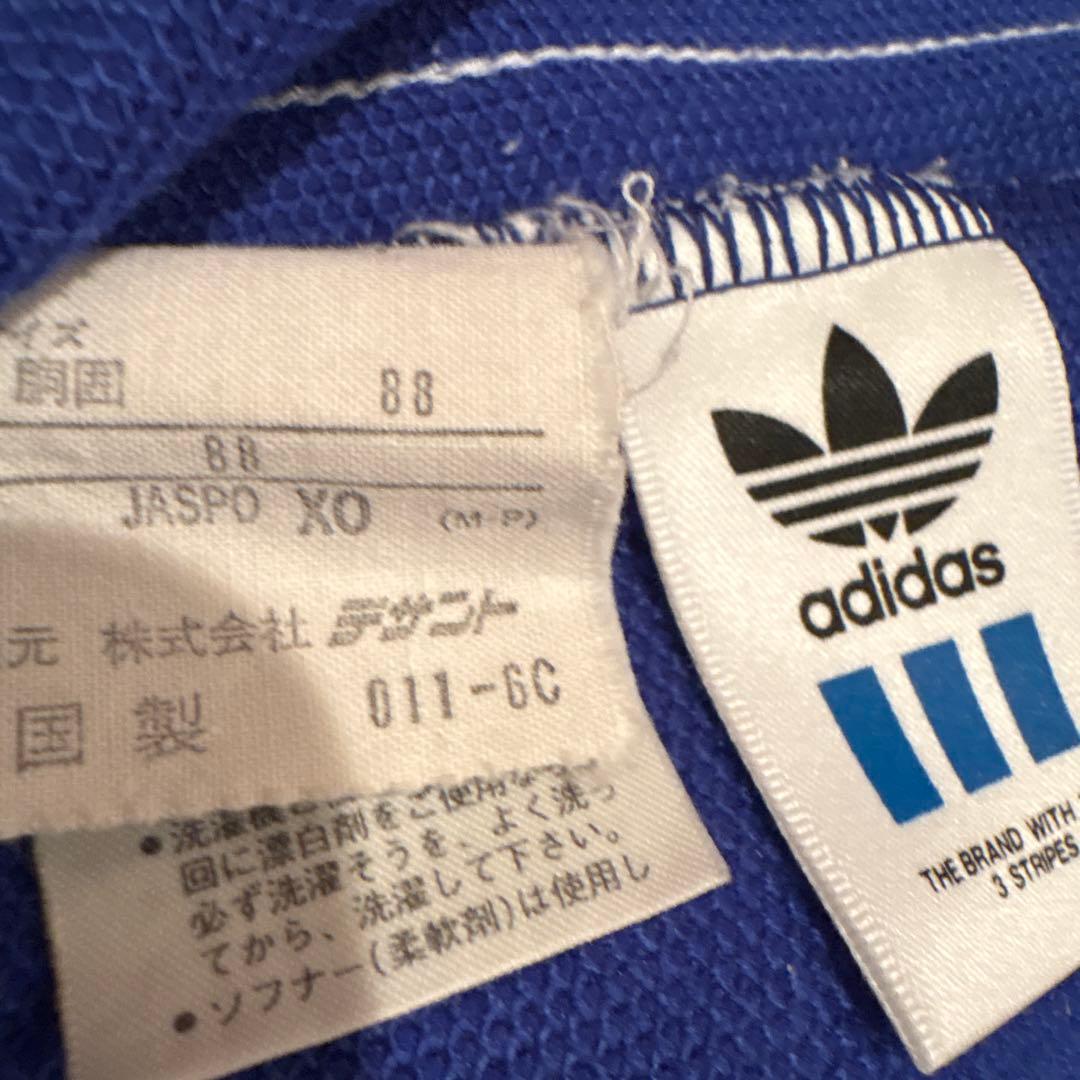 イズ
胸囲 88
88
JASPO XO (M-P)
元 株式会社 デサント
国製 011-6C
•洗濯機
回に漂白剤をご使用
必ず洗濯そうを、よく洗っ
てから、洗濯して下さい。
•ソフナー(柔軟剤)は使用し
adidas
THE BRAND WITH
3 STRIPES